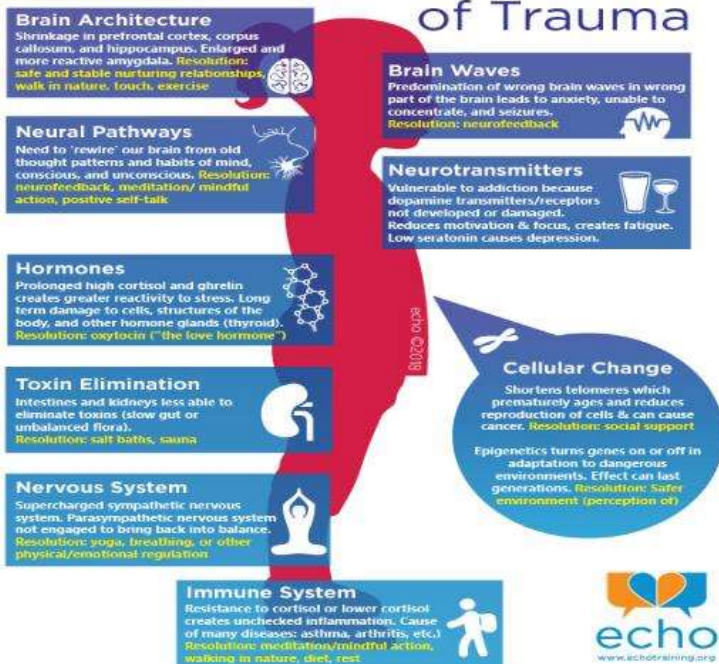 of Trauma
Brain Architecture
Shrinkage in prefrontal cortex, corpus
callosum, and hippocampus. Enlarged and
more reactive amygdala. Resolution:
safe and stable nurturing relationships,
walk in nature, touch, exercise
Brain Waves
Predomination of wrong brain waves in wrong
part of the brain leads to anxiety, unable to
concentrate, and seizures.
Resolution: neurofeedback
Neural Pathways
Need to 'rewire' our brain from old
thought patterns and habits of mind,
conscious, and unconscious. Resolution:
neurofeedback, meditation/ mindful
action, positive self-talk
Neurotransmitters
Vulnerable to addiction because
dopamine transmitters/receptors
not developed or damaged.
Reduces motivation & focus, creates fatigue.
Low seratonin causes depression.
Hormones
Prolonged high cortisol and ghrelin
creates greater reactivity to stress. Long
term damage to cells, structures of the
body, and other homone glands (thyroid).
Resolution: oxytocin ("the love hormone")
echo ©2018
Cellular Change
Shortens telomeres which
prematurely ages and reduces
reproduction of cells & can cause
cancer. Resolution: social support
Epigenetics turns genes on or off in
adaptation to dangerous
environments. Effect can last
generations. Resolution: Safer
environment (perception of)
Toxin Elimination
Intestines and kidneys less able to
eliminate toxins (slow gut or
unbalanced flora).
Resolution: salt baths, sauna
Nervous System
Supercharged sympathetic nervous
system. Parasympathetic nervous system
not engaged to bring back into balance.
Resolution: yoga, breathing, or other
physical/emotional regulation
Immune System
Resistance to cortisol or lower cortisol
creates unchecked inflammation. Cause
of many diseases: asthma, arthritis, etc.)
Resolution: meditation/mindful action,
walking in nature, diet, rest
echo
www.echotraining.org